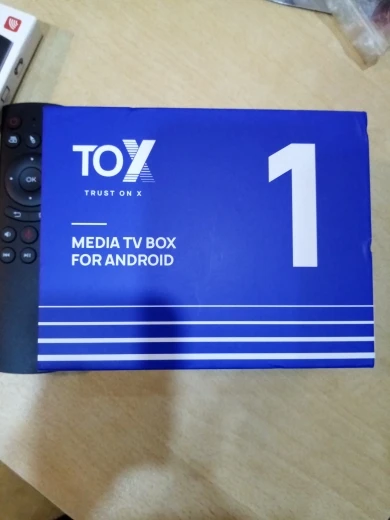 TOX
TRUST ON X
1
MEDIA TV BOX
FOR ANDROID
OK